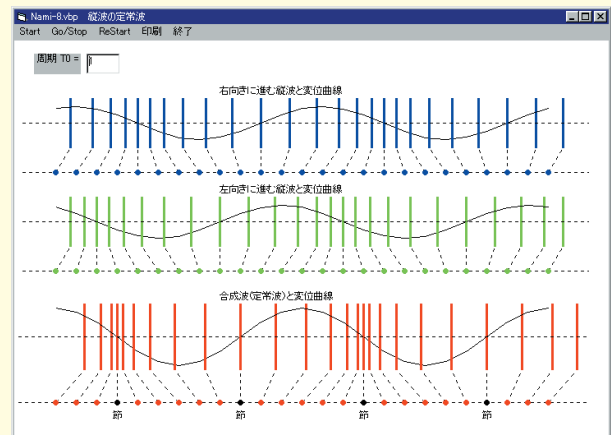 Nami-8.vbp 縦波の定常波
Start Go/Stop ReStart 印刷 終了
周期 T0 =
右向きに進む縦波と変位曲線
左向きに進む縦波と変位曲線
合成波(定常波)と変位曲線
節 節 節 節